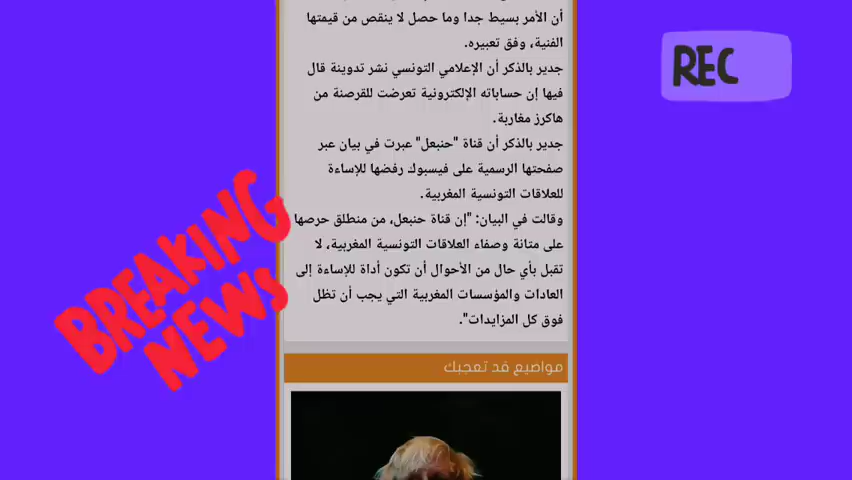 أن الأمر بسيط جدا وما حصل لا ينقص من قيمتها
الفنية، وفق تعبيره.
جدير بالذكر أن الإعلامي التونسي نشر تدوينة قال
فيها إن حساباته الإلكترونية تعرضت للقرصنة من
هاكرز مغاربة.
جدير بالذكر أن قناة "حنبعل" عبرت في بيان عبر
صفحتها الرسمية على فيسبوك رفضها للإساءة
للعلاقات التونسية المغربية.
وقالت في البيان: "إن قناة حنبعل، من منطلق حرصها
على متانة وصفاء العلاقات التونسية المغربية، لا
تقبل بأي حال من الأحوال أن تكون أداة للإساءة إلى
العادات والمؤسسات المغربية التي يجب أن تظل
فوق كل المزايدات".
مواضيع قد تعجبك
REC
BREAKING
NEWS